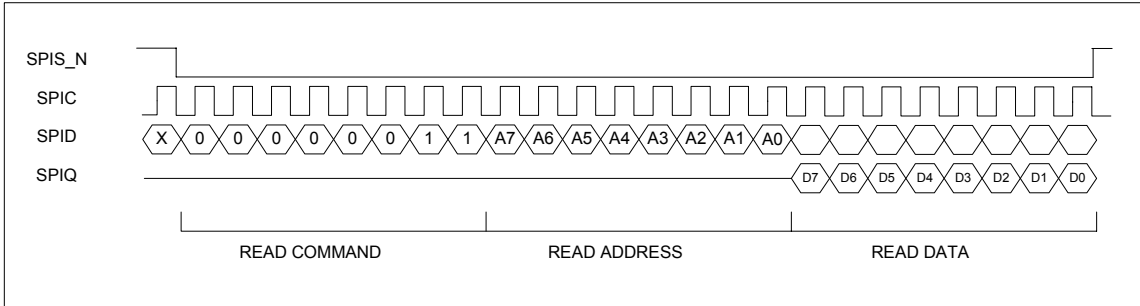 SPIS_N
SPIC
SPID X 0 0 0 0 0 0 1 1 A7 A6 A5 A4 A3 A2 A1 A0
SPIQ D7 D6 D5 D4 D3 D2 D1 D0
READ COMMAND READ ADDRESS READ DATA